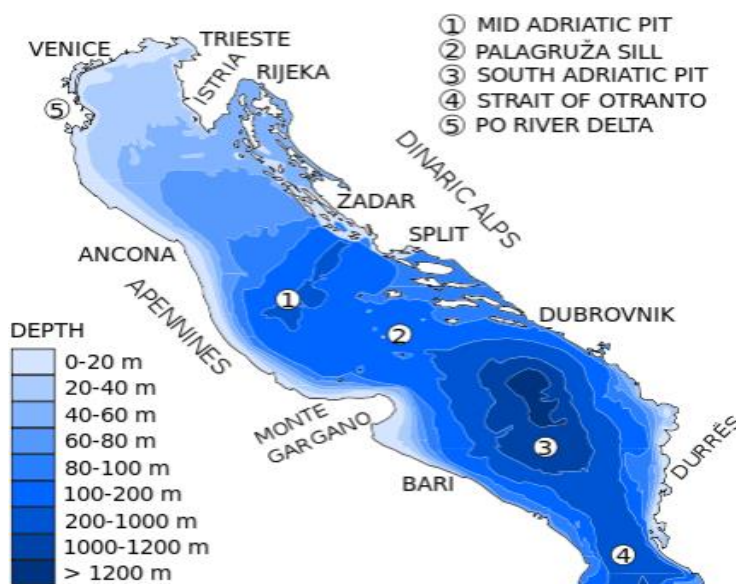 ① MID ADRIATIC PIT
② PALAGRUŽA SILL
③ SOUTH ADRIATIC PIT
④ STRAIT OF OTRANTO
⑤ PO RIVER DELTA
VENICE
TRIESTE
ISTRIA
RIJEKA
⑤
DINARIC ALPS
ZADAR
SPLIT
ANCONA
APENNINES
①
②
DUBROVNIK
MONTE
GARGANO
③
BARI
DURRËS
④
DEPTH
0-20 m
20-40 m
40-60 m
60-80 m
80-100 m
100-200 m
200-1000 m
1000-1200 m
> 1200 m